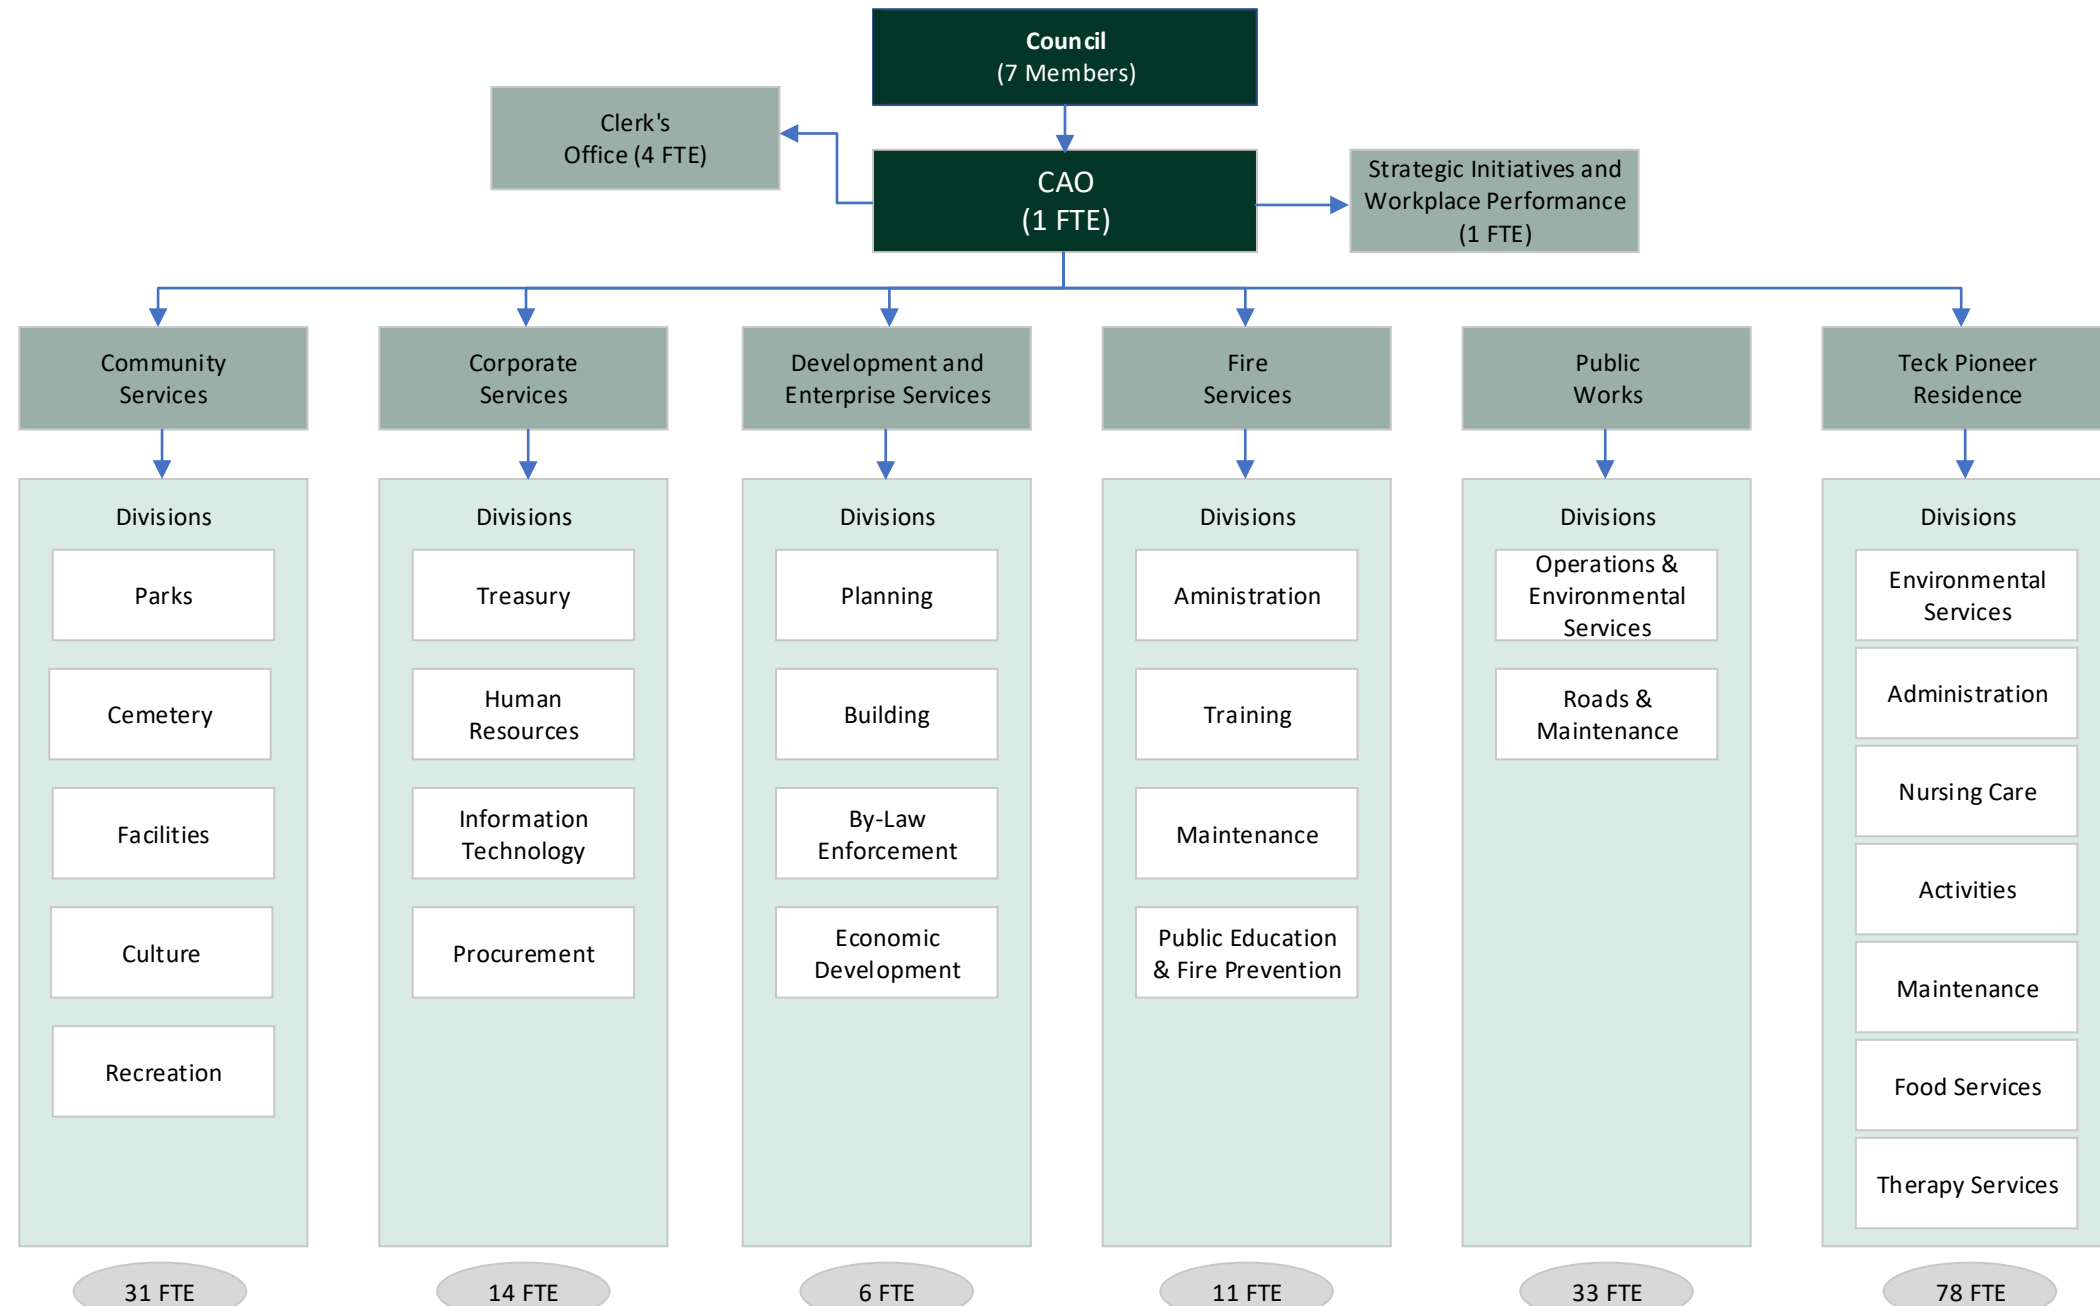 Council
(7 Members)
Clerk's
Office (4 FTE)
CAO
(1 FTE)
Strategic Initiatives and
Workplace Performance
(1 FTE)
Community
Services
Corporate
Services
Development and
Enterprise Services
Fire
Services
Public
Works
Teck Pioneer
Residence
Divisions
Parks
Cemetery
Facilities
Culture
Recreation
31 FTE
Divisions
Treasury
Human
Resources
Information
Technology
Procurement
14 FTE
Divisions
Planning
Building
By-Law
Enforcement
Economic
Development
6 FTE
Divisions
Aministration
Training
Maintenance
Public Education
& Fire Prevention
11 FTE
Divisions
Operations &
Environmental
Services
Roads &
Maintenance
33 FTE
Divisions
Environmental
Services
Administration
Nursing Care
Activities
Maintenance
Food Services
Therapy Services
78 FTE